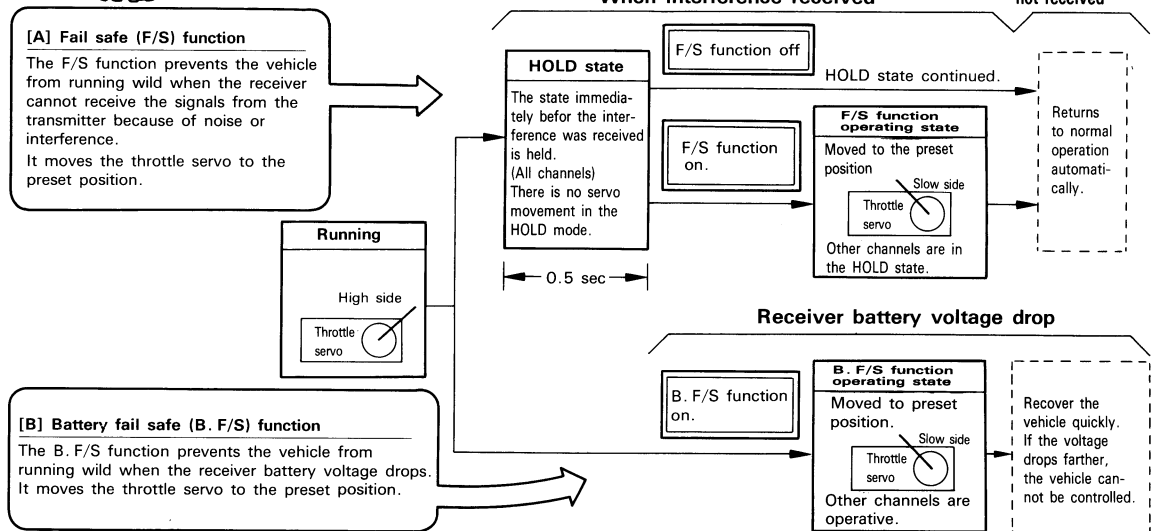 When interference received
not received
[A] Fail safe (F/S) function
The F/S function prevents the vehicle
from running wild when the receiver
cannot receive the signals from the
transmitter because of noise or
interference.
It moves the throttle servo to the
preset position.
HOLD state
The state immedia-
tely befor the inter-
ference was received
is held.
(All channels)
There is no servo
movement in the
HOLD mode.
0.5 sec
F/S function off
HOLD state continued.
F/S function
on.
F/S function
operating state
Moved to the preset
position
Slow side
Throttle
servo
Other channels are in
the HOLD state.
Returns
to normal
operation
automati-
cally.
Running
High side
Throttle
servo
Receiver battery voltage drop
[B] Battery fail safe (B. F/S) function
The B. F/S function prevents the vehicle from
running wild when the receiver battery voltage drops.
It moves the throttle servo to the preset position.
B. F/S function
on.
B. F/S function
operating state
Moved to preset
position.
Slow side
Throttle
servo
Other channels are
operative.
Recover the
vehicle quickly.
If the voltage
drops farther,
the vehicle can-
not be controlled.